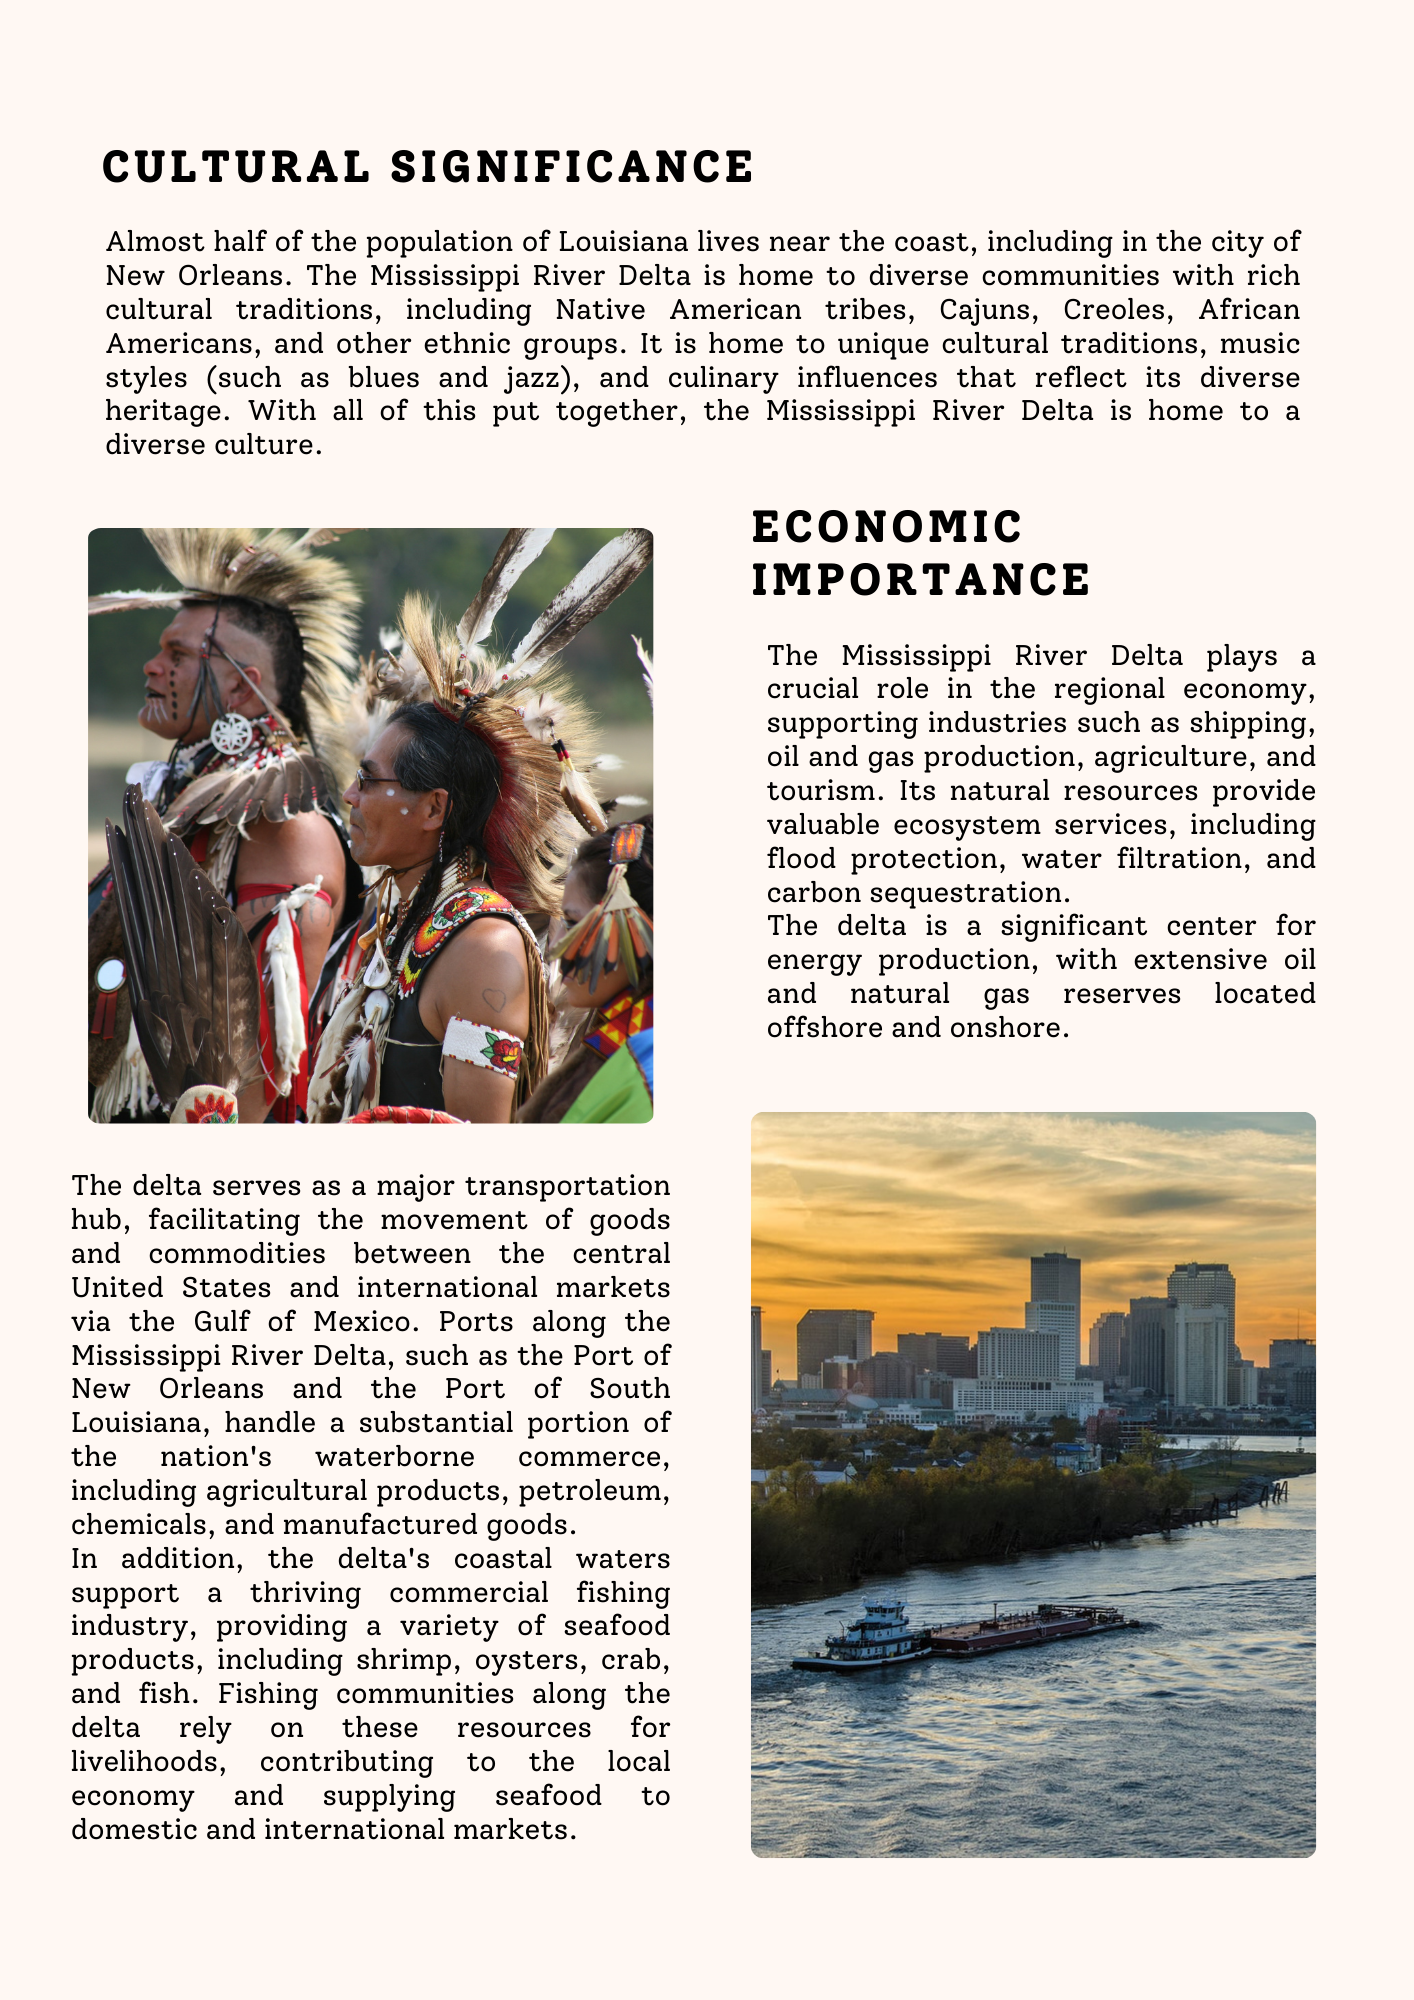 CULTURAL SIGNIFICANCE
Almost half of the population of Louisiana lives near the coast, including in the city of
New Orleans. The Mississippi River Delta is home to diverse communities with rich
cultural traditions, including Native American tribes, Cajuns, Creoles, African
Americans, and other ethnic groups. It is home to unique cultural traditions, music
styles (such as blues and jazz), and culinary influences that reflect its diverse
heritage. With all of this put together, the Mississippi River Delta is home to a
diverse culture.
ECONOMIC
IMPORTANCE
The Mississippi River Delta plays a
crucial role in the regional economy,
supporting industries such as shipping,
oil and gas production, agriculture, and
tourism. Its natural resources provide
valuable ecosystem services, including
flood protection, water filtration, and
carbon sequestration.
The delta is a significant center for
energy production, with extensive oil
and natural gas reserves located
offshore and onshore.
The delta serves as a major transportation
hub, facilitating the movement of goods
and commodities between the central
United States and international markets
via the Gulf of Mexico. Ports along the
Mississippi River Delta, such as the Port of
New Orleans and the Port of South
Louisiana, handle a substantial portion of
the nation's waterborne commerce,
including agricultural products, petroleum,
chemicals, and manufactured goods.
In addition, the delta's coastal waters
support a thriving commercial fishing
industry, providing a variety of seafood
products, including shrimp, oysters, crab,
and fish. Fishing communities along the
delta rely on these resources for
livelihoods, contributing to the local
economy and supplying seafood to
domestic and international markets.